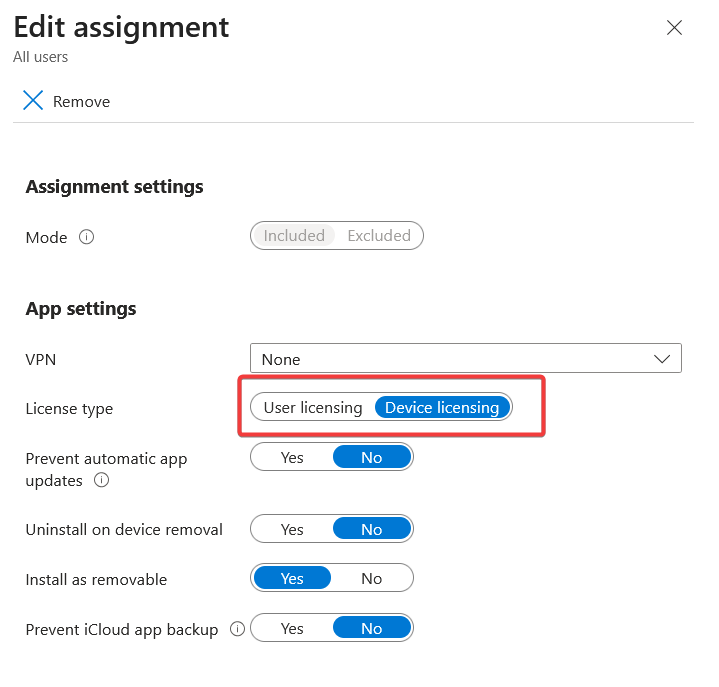 Edit assignment
All users
Remove
Assignment settings
Mode Included Excluded
App settings
VPN None
License type User licensing Device licensing
Prevent automatic app
updates
Yes No
Uninstall on device removal Yes No
Install as removable Yes No
Prevent iCloud app backup Yes No